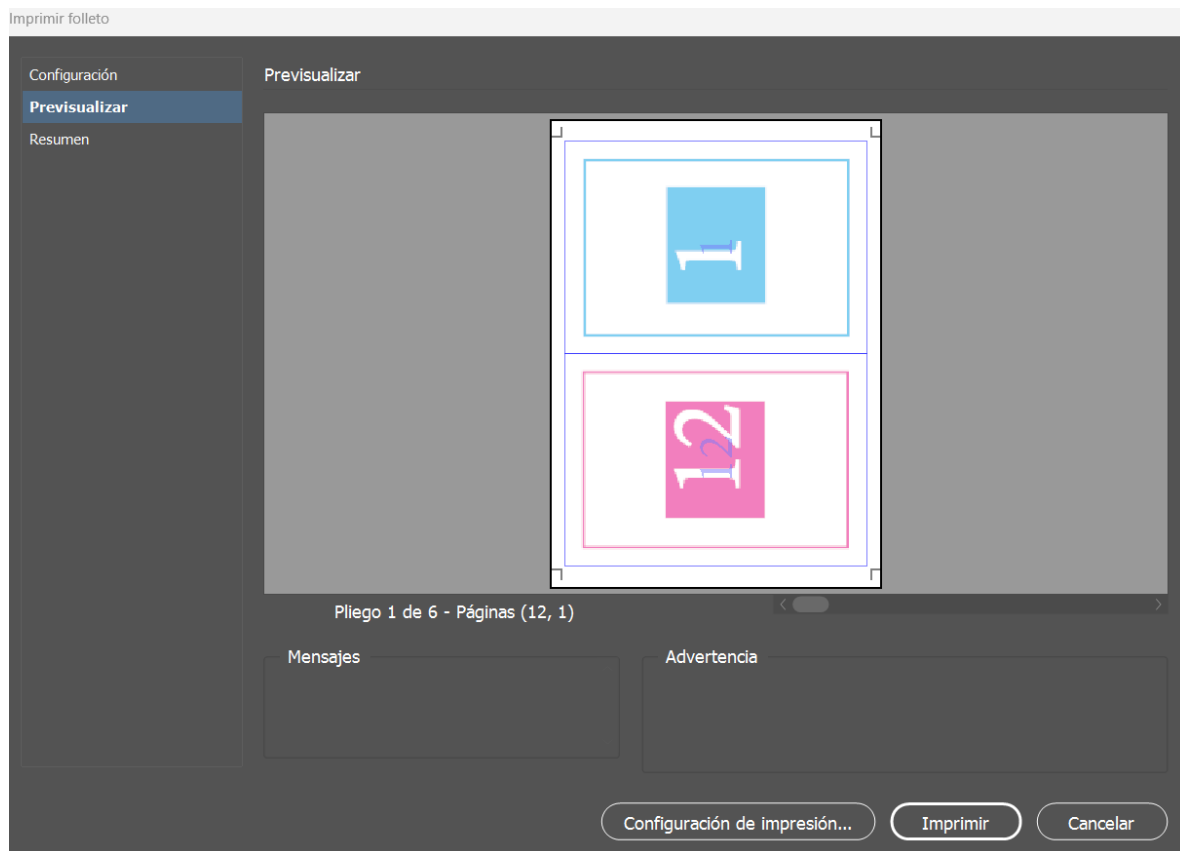 Imprimir folleto
Configuración
Previsualizar
Resumen
Previsualizar
1
1
12
12
Pliego 1 de 6 - Páginas (12, 1)
Mensajes
Advertencia
Configuración de impresión...
Imprimir
Cancelar